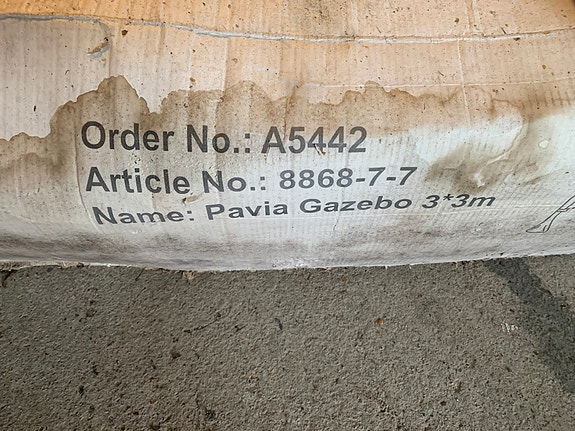 Order No.: A5442
Article No.: 8868-7-7
Name: Pavia Gazebo 3*3m